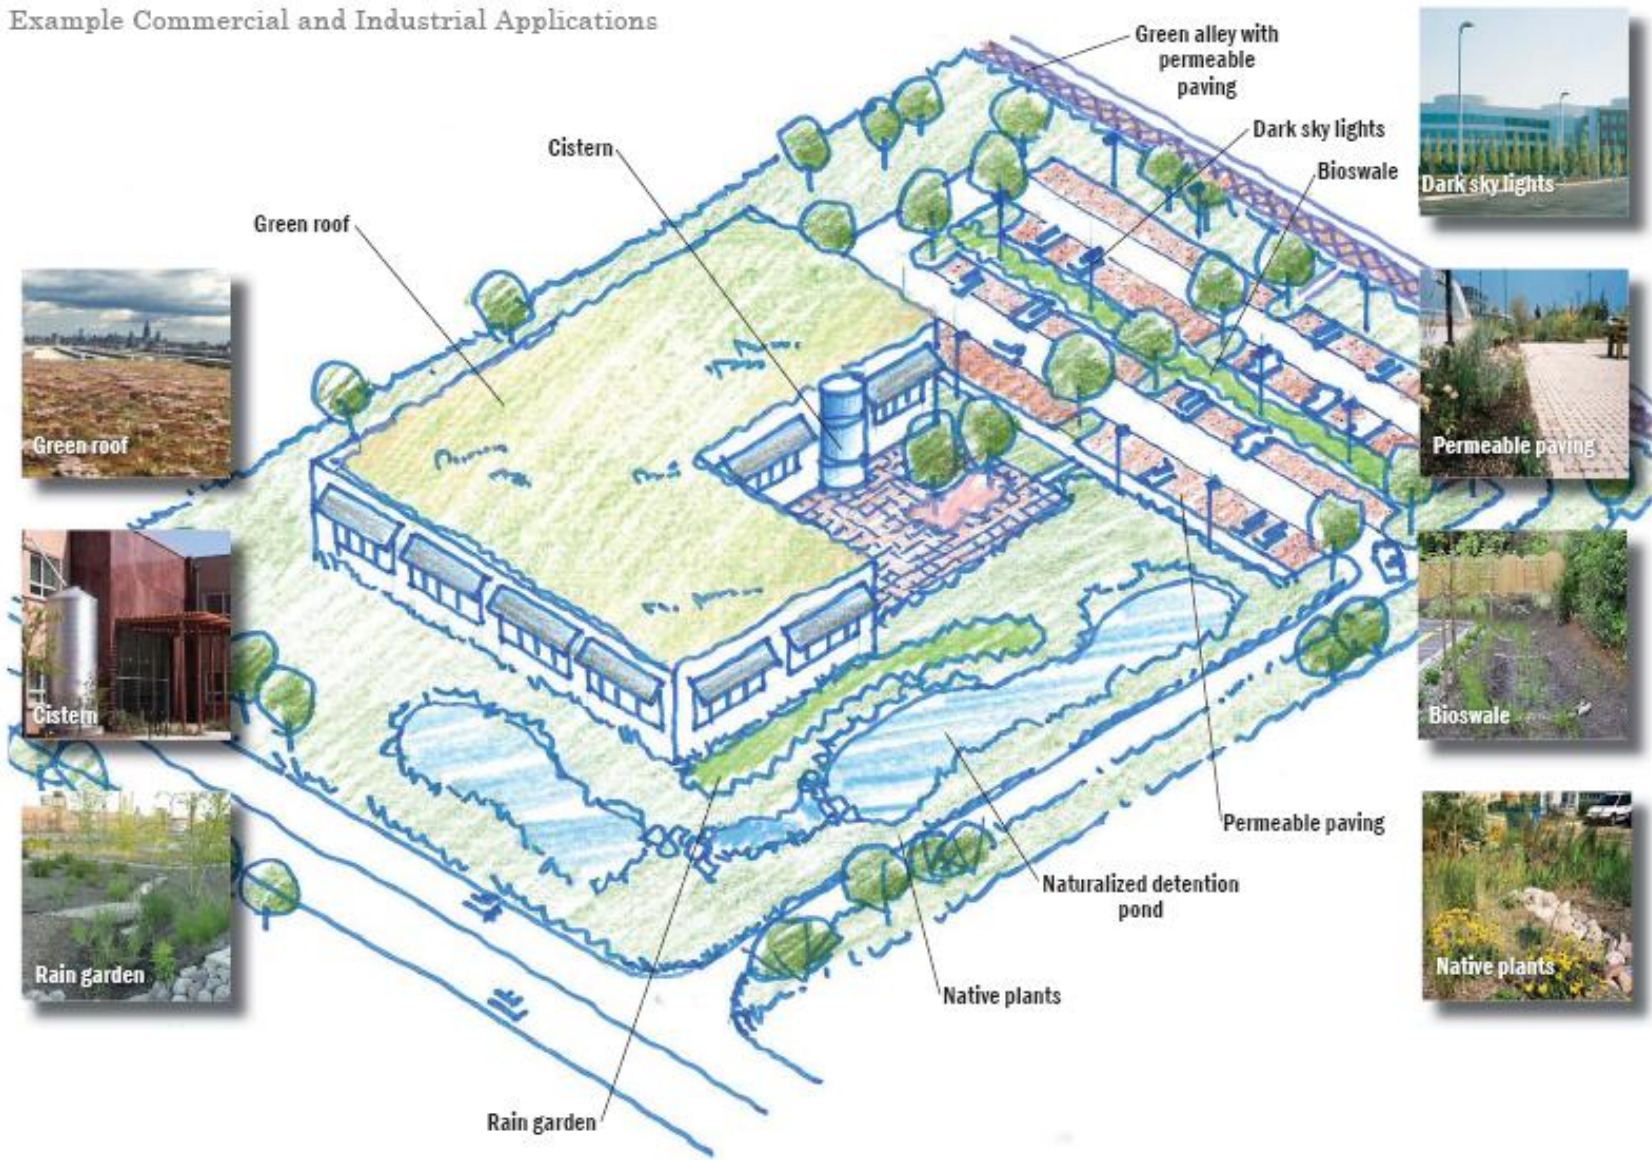 Example Commercial and Industrial Applications
Green alley with
permeable
paving
Dark sky lights
Bioswale
Cistern
Green roof
Dark sky lights
Green roof
Permeable paving
Cistern
Bioswale
Permeable paving
Naturalized detention
pond
Rain garden
Native plants
Native plants
Rain garden